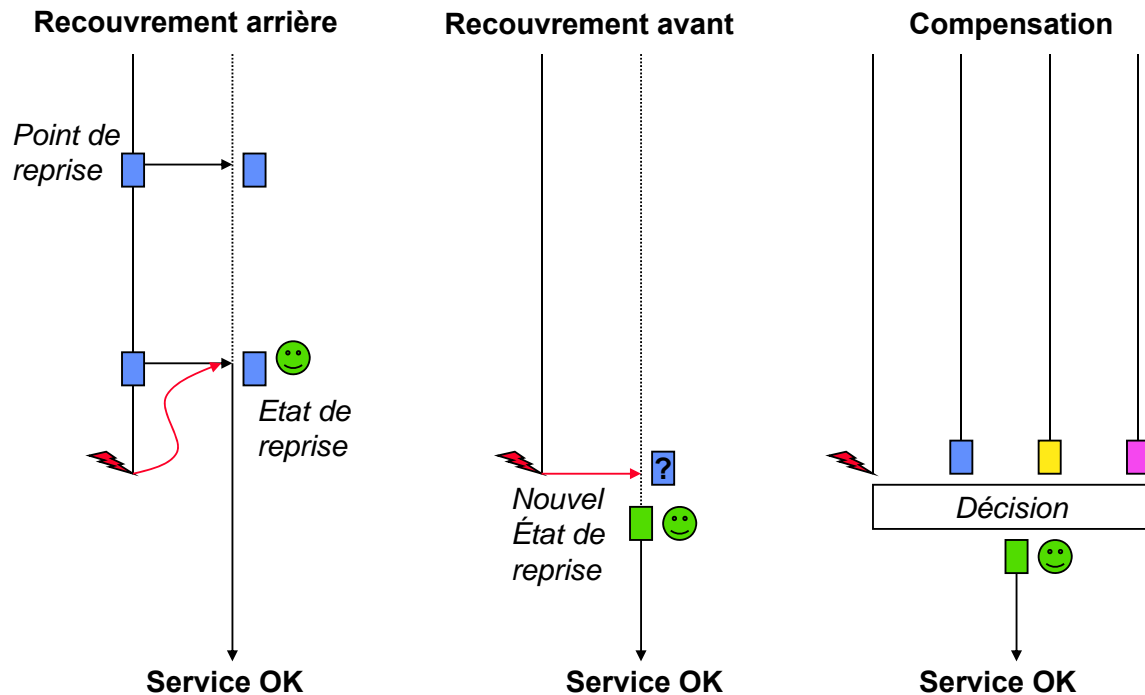 Recouvrement arrière
Recouvrement avant
Compensation
Point de
reprise
Etat de
reprise
?
Nouvel
État de
reprise
Décision
Service OK
Service OK
Service OK